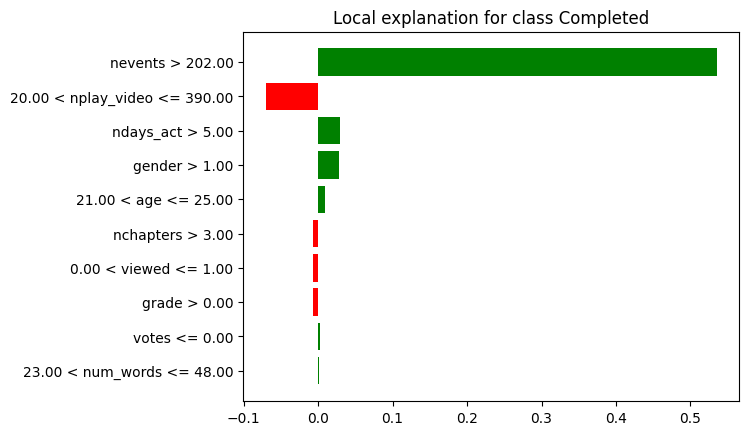 Local explanation for class Completed
nevents > 202.00
20.00 < nplay_video <= 390.00
ndays_act > 5.00
gender > 1.00
21.00 < age <= 25.00
nchapters > 3.00
0.00 < viewed <= 1.00
grade > 0.00
votes <= 0.00
23.00 < num_words <= 48.00
−0.1 0.0 0.1 0.2 0.3 0.4 0.5